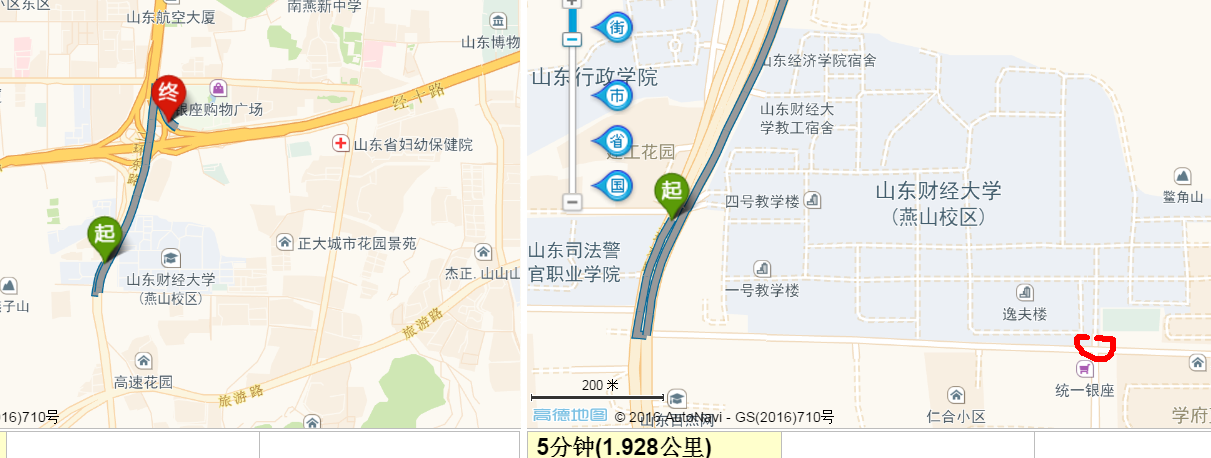 山东航空大厦
南燕新中学
山东博物
终
银座购物广场
经十路
山东省妇幼保健院
起
正大城市花园景苑
山东财经大学
(燕山校区)
杰正.山山山
燕子山
旅游路
高速花园
旅游路
016)710号
街
山东经济学院宿舍
山东行政学院
市
山东财经大
学教工宿舍
省
建工花园
国
起
四号教学楼
山东财经大学
(燕山校区)
鳌角山
山东司法警
官职业学院
一号教学楼
逸夫楼
统一银座
200 米
仁合小区
学府
高德地图 © 2016 AutoNavi - GS(2016)710号
5分钟(1.928公里)